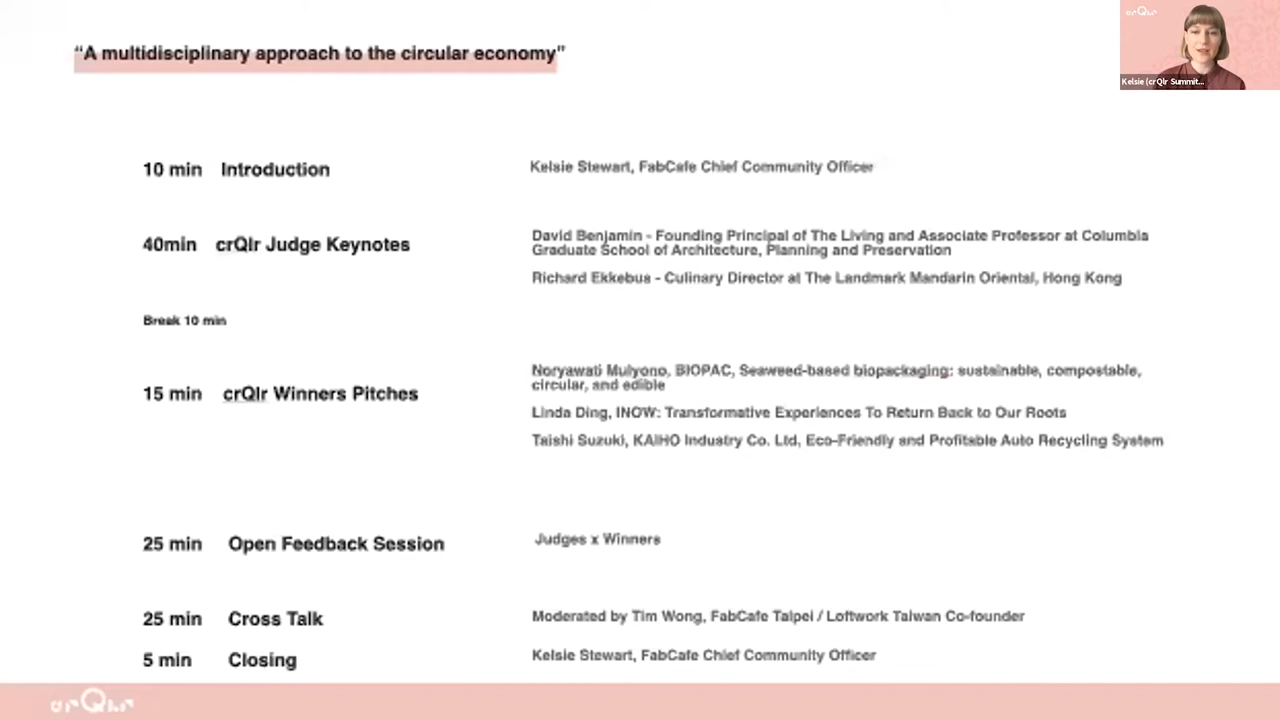 crQlr
Kelsie (crQlr Summit...
“A multidisciplinary approach to the circular economy”
10 min Introduction
Kelsie Stewart, FabCafe Chief Community Officer
40min crQlr Judge Keynotes
David Benjamin - Founding Principal of The Living and Associate Professor at Columbia
Graduate School of Architecture, Planning and Preservation
Richard Ekkebus - Culinary Director at The Landmark Mandarin Oriental, Hong Kong
Break 10 min
15 min crQlr Winners Pitches
Noryawati Mulyono, BIOPAC, Seaweed-based biopackaging: sustainable, compostable,
circular, and edible
Linda Ding, INOW: Transformative Experiences To Return Back to Our Roots
Taishi Suzuki, KAIHO Industry Co. Ltd, Eco-Friendly and Profitable Auto Recycling System
25 min Open Feedback Session
Judges x Winners
25 min Cross Talk
Moderated by Tim Wong, FabCafe Taipei / Loftwork Taiwan Co-founder
5 min Closing
Kelsie Stewart, FabCafe Chief Community Officer
crQlr